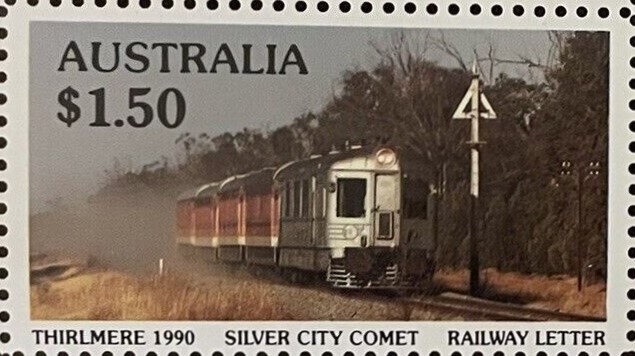 AUSTRALIA
$1.50
THIRLMERE 1990 SILVER CITY COMET RAILWAY LETTER